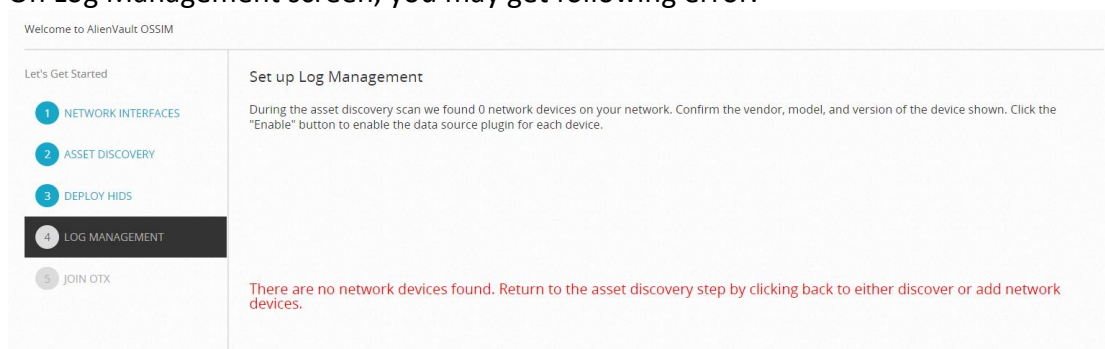 On Log Management screen, you may get following error.
Welcome to AlienVault OSSIM
Let's Get Started
1 NETWORK INTERFACES
2 ASSET DISCOVERY
3 DEPLOY HIDS
4 LOG MANAGEMENT
5 JOIN OTX
Set up Log Management
During the asset discovery scan we found 0 network devices on your network. Confirm the vendor, model, and version of the device shown. Click the
"Enable" button to enable the data source plugin for each device.
There are no network devices found. Return to the asset discovery step by clicking back to either discover or add network
devices.